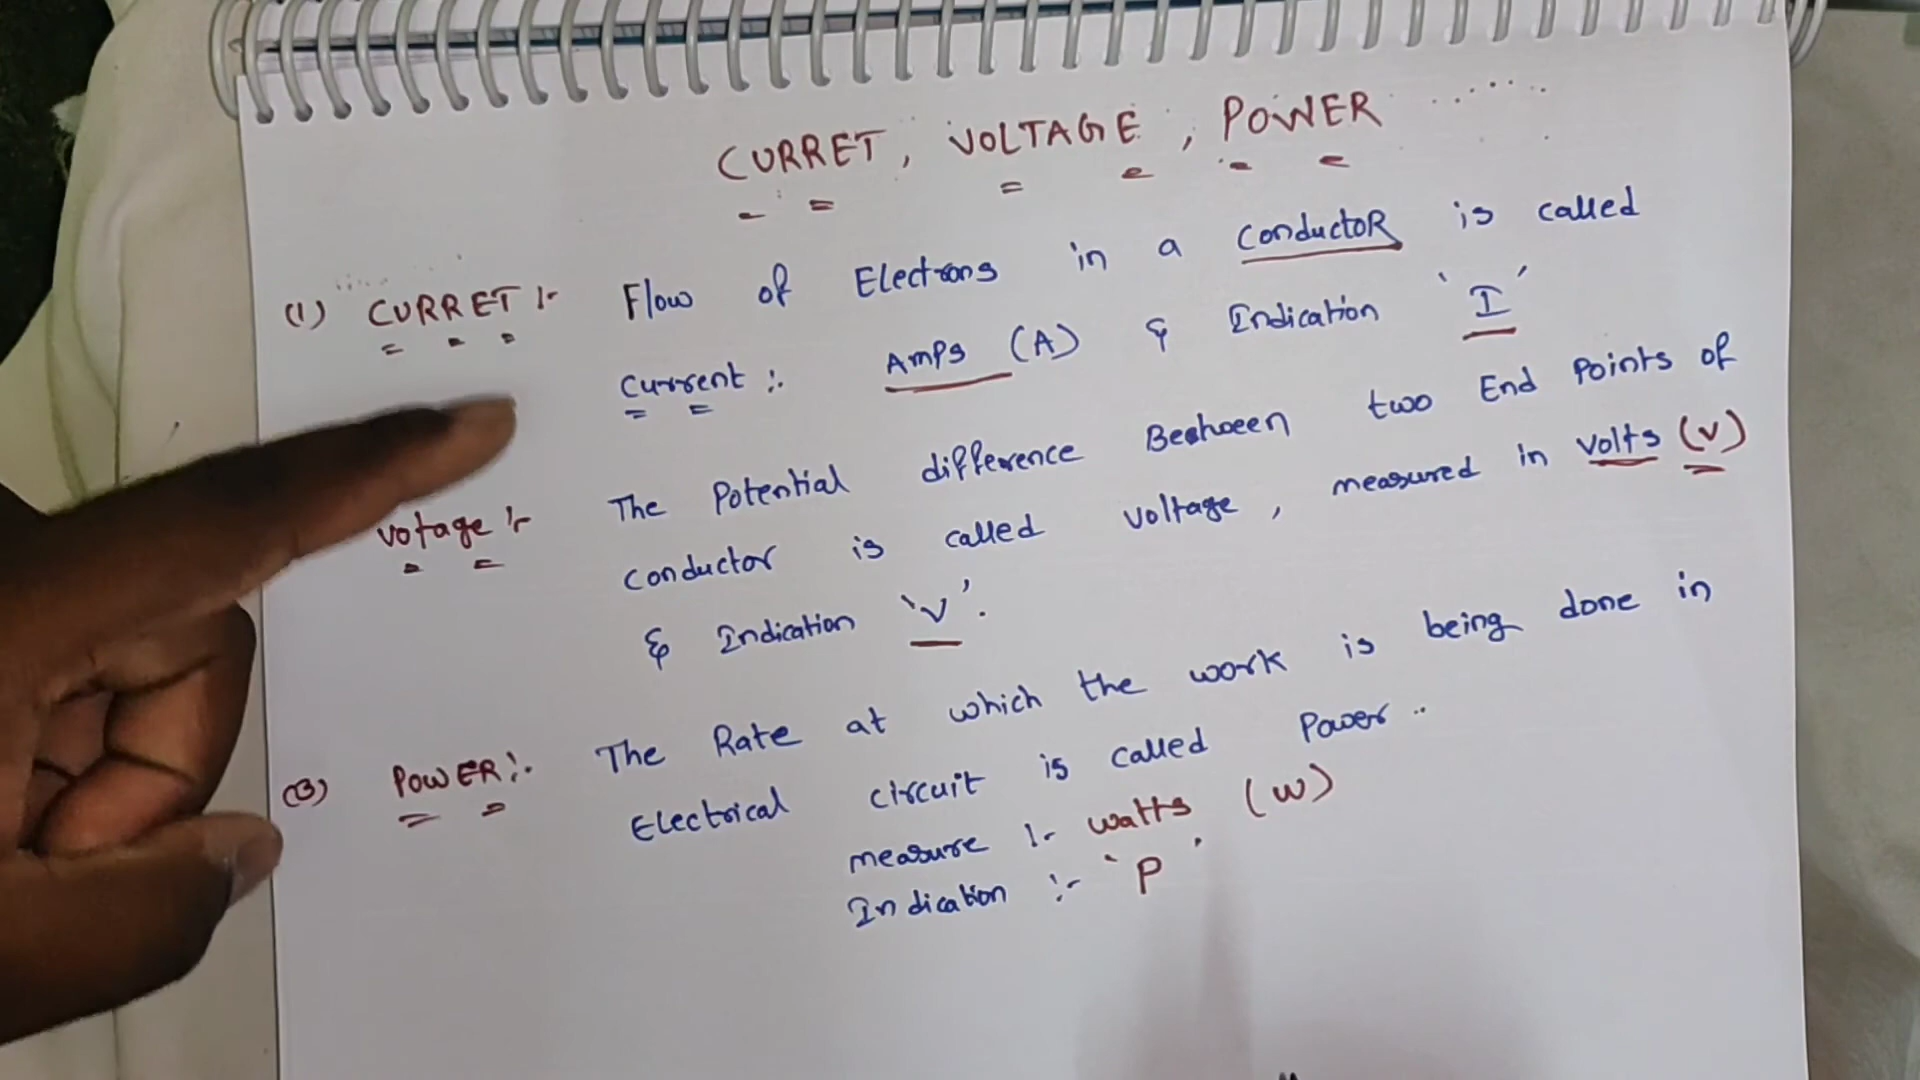 CURRET, VOLTAGE, POWER
(1) CURRET :- Flow of Electrons in a conductoR is called
Current :. Amps (A) & Indication 'I'
votage :- The Potential difference Between two End Points of
conductor is called voltage, measured in volts (V)
& Indication 'V'.
(3) POWER :- The Rate at which the work is being done in
Electrical circuit is called Power..
measure :- watts (W)
Indication :- 'P'